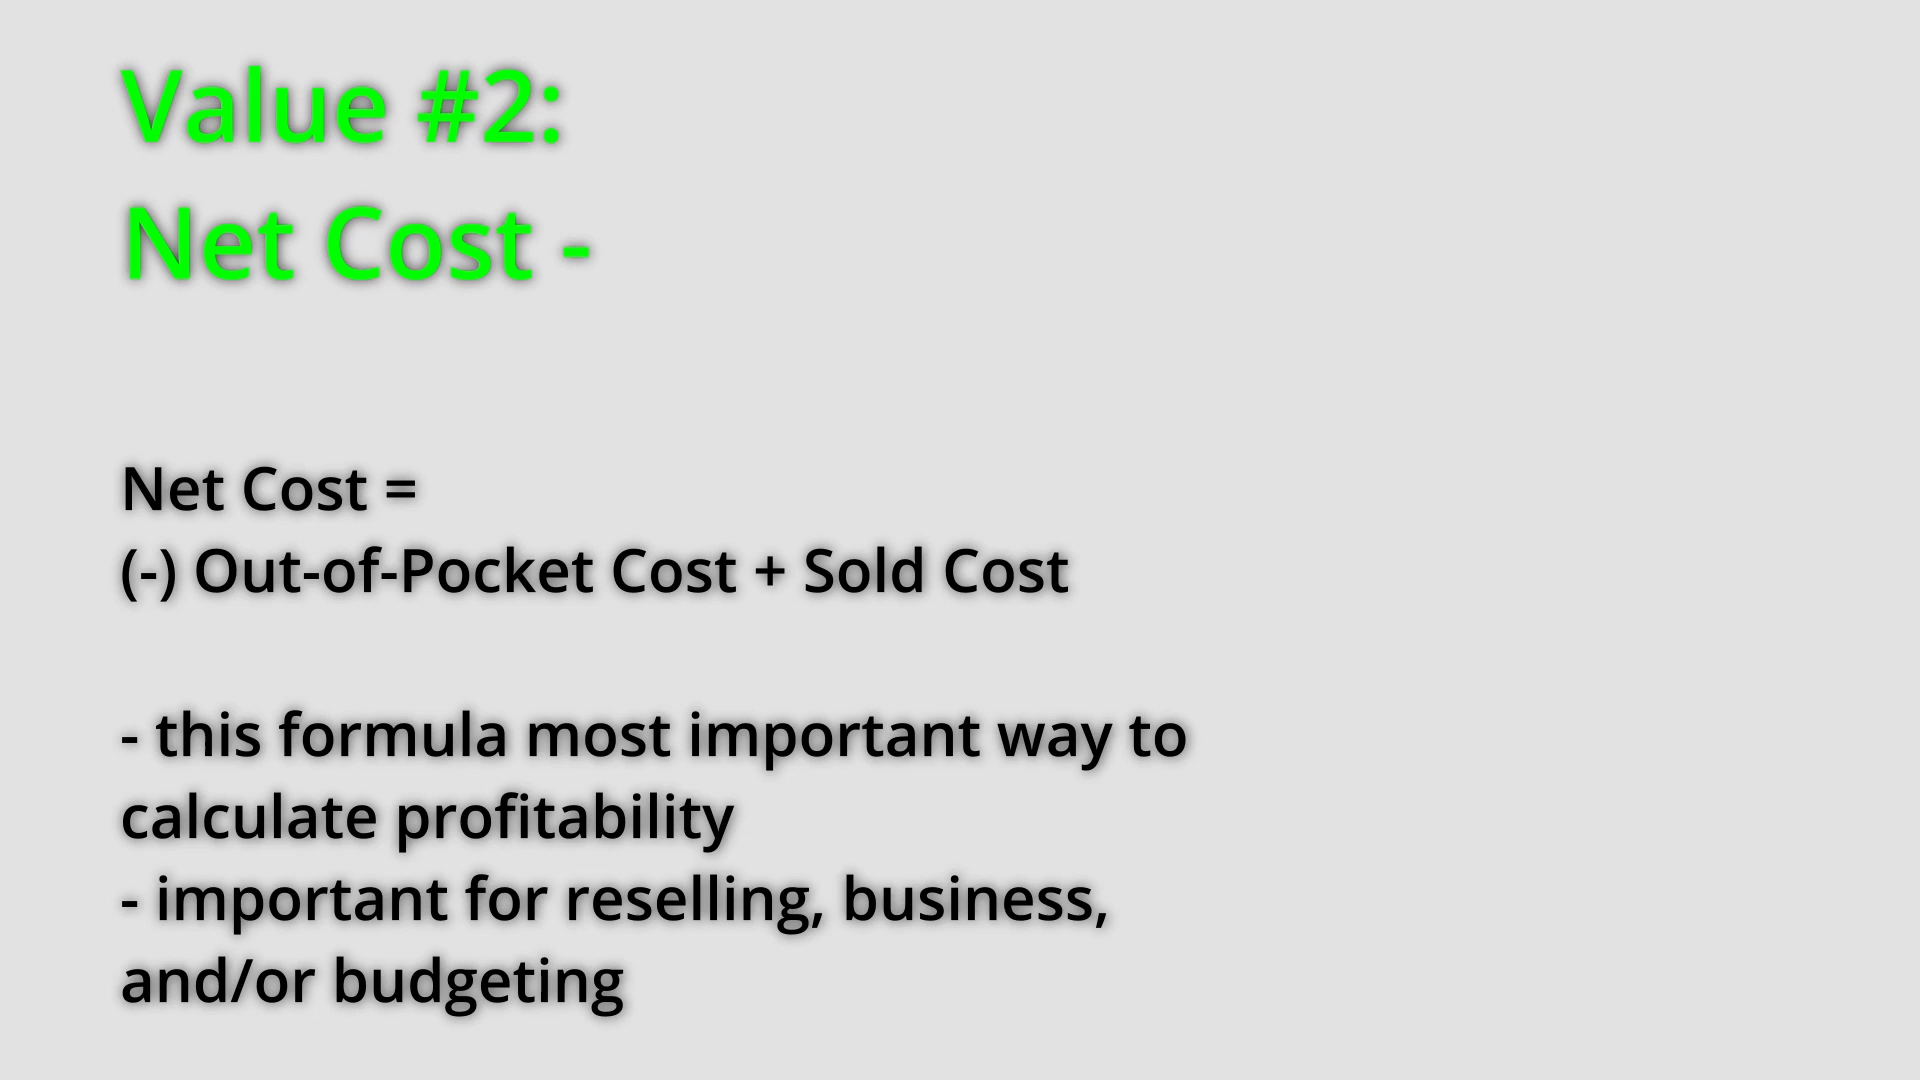 Value #2:
Net Cost -
Net Cost =
(-) Out-of-Pocket Cost + Sold Cost
- this formula most important way to
calculate profitability
- important for reselling, business,
and/or budgeting